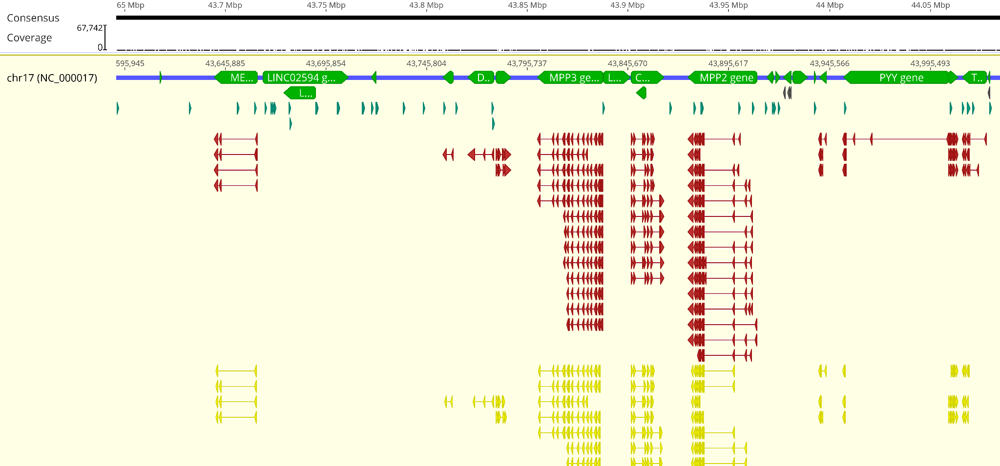 65 Mbp 43.7 Mbp 43.75 Mbp 43.8 Mbp 43.85 Mbp 43.9 Mbp 43.95 Mbp 44 Mbp 44.05 Mbp
Consensus
67,742
Coverage
0
595,945 43,645,885 43,695,854 43,745,804 43,795,737 43,845,670 43,895,617 43,945,566 43,995,493
chr17 (NC_000017) ME... LINC02594 g... D.. MPP3 ge... L... C... MPP2 gene PYY gene T..
L...